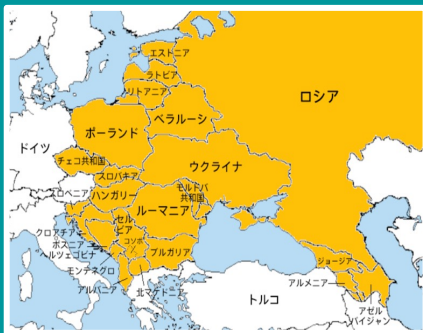 エストニア
ラトビア
リトアニア
ロシア
ベラルーシ
ポーランド
ドイツ
チェコ共和国
ウクライナ
スロバキア
モルドバ
共和国
スロベニア
ハンガリー
ルーマニア
クロアチア
セル
ビア
ボスニア
ヘルツェゴビナ
コソボ
ブルガリア
モンテネグロ
アルバニア
北マケドニア
トルコ
ジョージア
アルメニア
アゼル
バイジャン